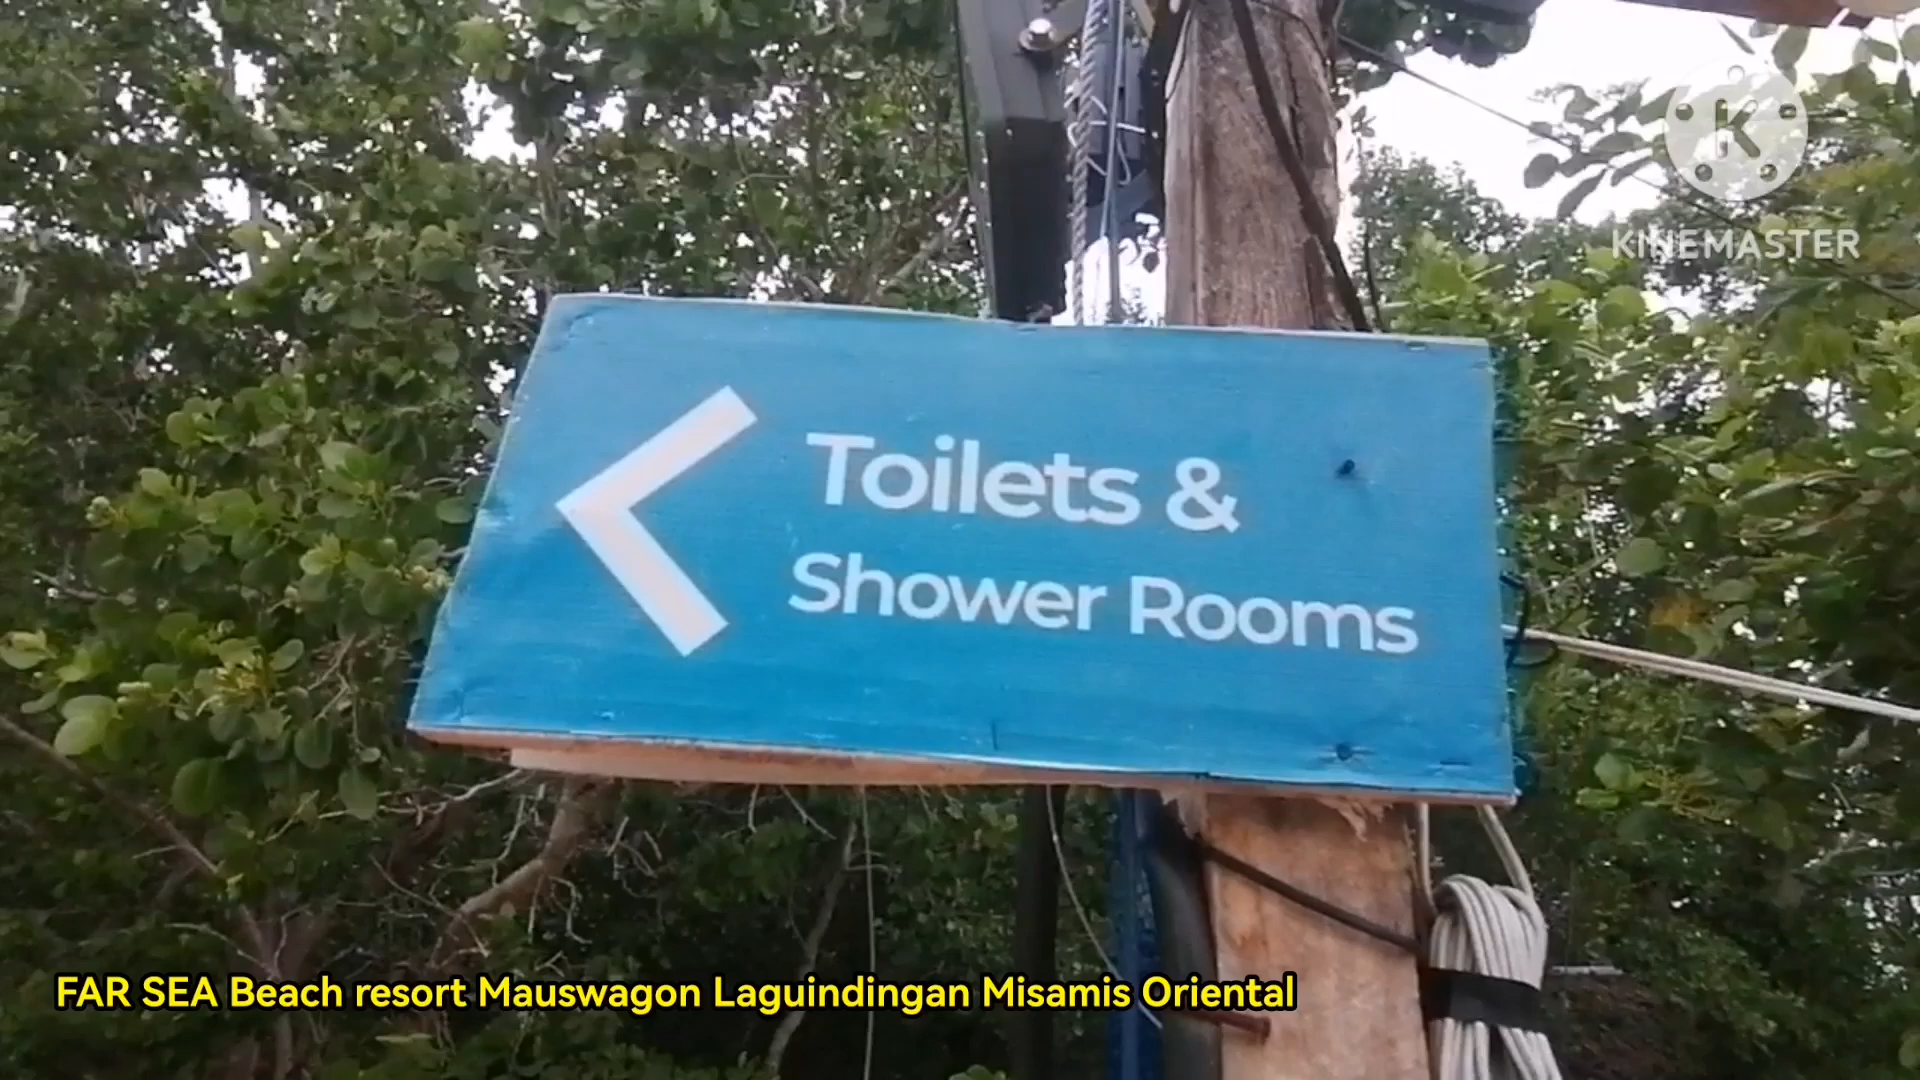 K
KINEMASTER
Toilets &
Shower Rooms
FAR SEA Beach resort Mauswagon Laguindingan Misamis Oriental